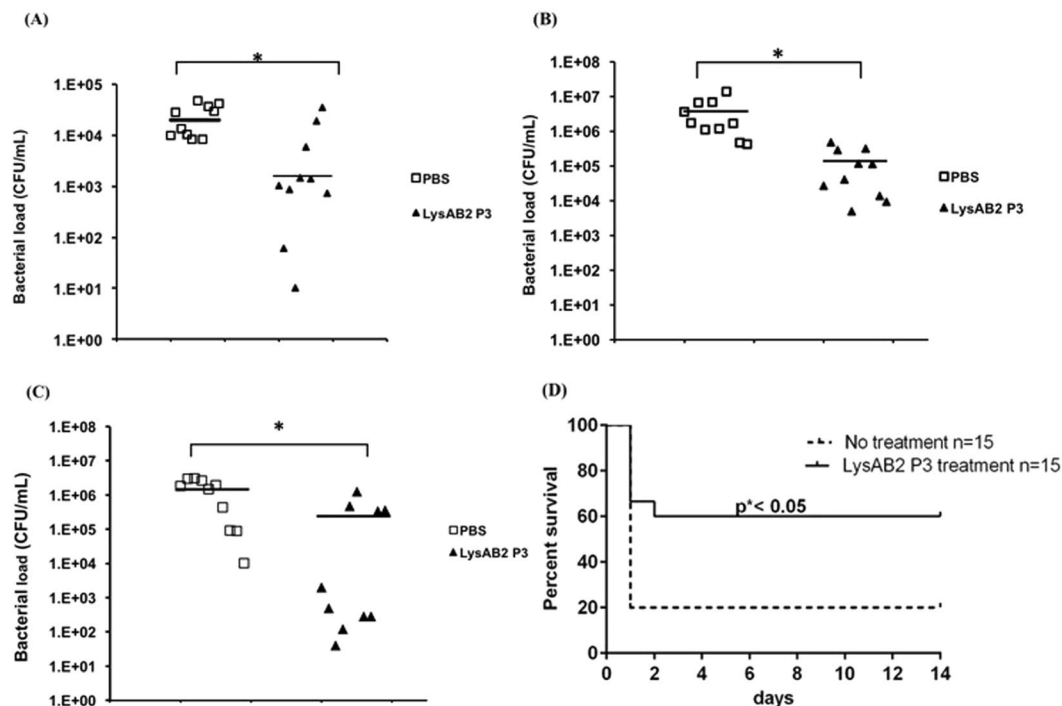 (A)
*
1.E+05
1.E+04
1.E+03
1.E+02
1.E+01
1.E+00
Bacterial load (CFU/mL)
PBS
LysAB2 P3
(B)
*
1.E+08
1.E+07
1.E+06
1.E+05
1.E+04
1.E+03
1.E+02
1.E+01
1.E+00
Bacterial load (CFU/mL)
PBS
LysAB2 P3
(C)
*
1.E+08
1.E+07
1.E+06
1.E+05
1.E+04
1.E+03
1.E+02
1.E+01
1.E+00
Bacterial load (CFU/mL)
PBS
LysAB2 P3
(D)
100
80
60
40
20
0
Percent survival
No treatment n=15
LysAB2 P3 treatment n=15
p*< 0.05
0 2 4 6 8 10 12 14
days